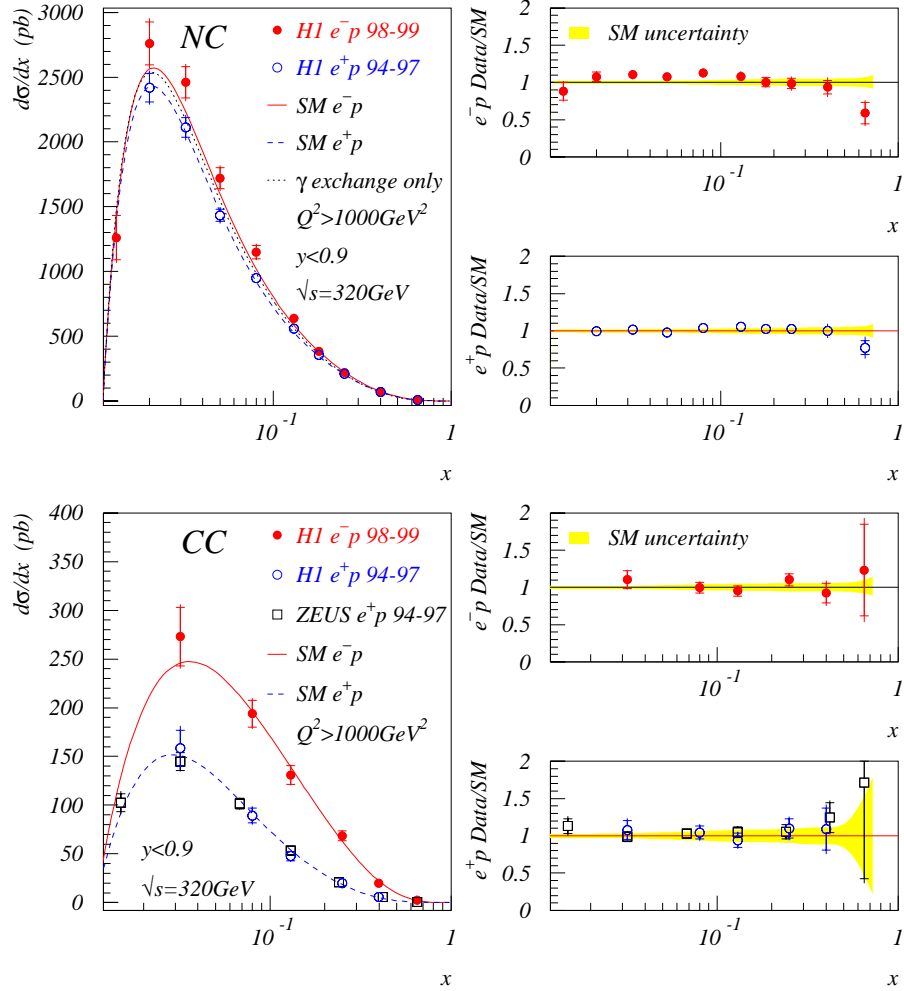 NC
dσ/dx (pb)
3000
2500
2000
1500
1000
500
0
H1 e⁻p 98-99
H1 e⁺p 94-97
SM e⁻p
SM e⁺p
γ exchange only
Q²>1000GeV²
y<0.9
√s=320GeV
10⁻¹
1
x
e⁻p Data/SM
2
1.5
1
0.5
0
SM uncertainty
10⁻¹
1
x
e⁺p Data/SM
2
1.5
1
0.5
0
10⁻¹
1
x
CC
dσ/dx (pb)
400
350
300
250
200
150
100
50
0
H1 e⁻p 98-99
H1 e⁺p 94-97
ZEUS e⁺p 94-97
SM e⁻p
SM e⁺p
Q²>1000GeV²
y<0.9
√s=320GeV
10⁻¹
1
x
e⁻p Data/SM
2
1.5
1
0.5
0
SM uncertainty
10⁻¹
1
x
e⁺p Data/SM
2
1.5
1
0.5
0
10⁻¹
1
x